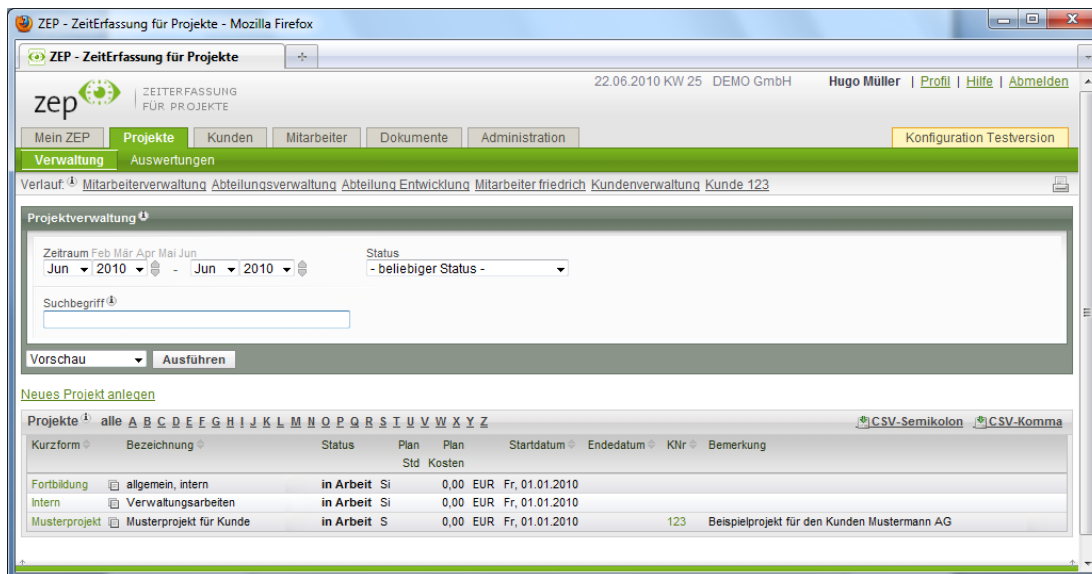 ZEP - ZeitErfassung für Projekte - Mozilla Firefox
ZEP - ZeitErfassung für Projekte
22.06.2010 KW 25 DEMO GmbH Hugo Müller | Profil | Hilfe | Abmelden
zep ZEITERFASSUNG
FÜR PROJEKTE
Mein ZEP Projekte Kunden Mitarbeiter Dokumente Administration Konfiguration Testversion
Verwaltung Auswertungen
Verlauf: Mitarbeiterverwaltung Abteilungsverwaltung Abteilung Entwicklung Mitarbeiter friedrich Kundenverwaltung Kunde 123
Projektverwaltung
Zeitraum Feb Mär Apr Mai Jun Status
Jun 2010 - Jun 2010 - beliebiger Status -
Suchbegriff
Vorschau Ausführen
Neues Projekt anlegen
Projekte alle A B C D E F G H I J K L M N O P Q R S T U V W X Y Z CSV-Semikolon CSV-Komma
Kurzform Bezeichnung Status Plan Plan Startdatum Endedatum KNr Bemerkung
Std Kosten
Fortbildung allgemein, intern in Arbeit Si 0,00 EUR Fr, 01.01.2010
Intern Verwaltungsarbeiten in Arbeit Si 0,00 EUR Fr, 01.01.2010
Musterprojekt Musterprojekt für Kunde in Arbeit S 0,00 EUR Fr, 01.01.2010 123 Beispielprojekt für den Kunden Mustermann AG